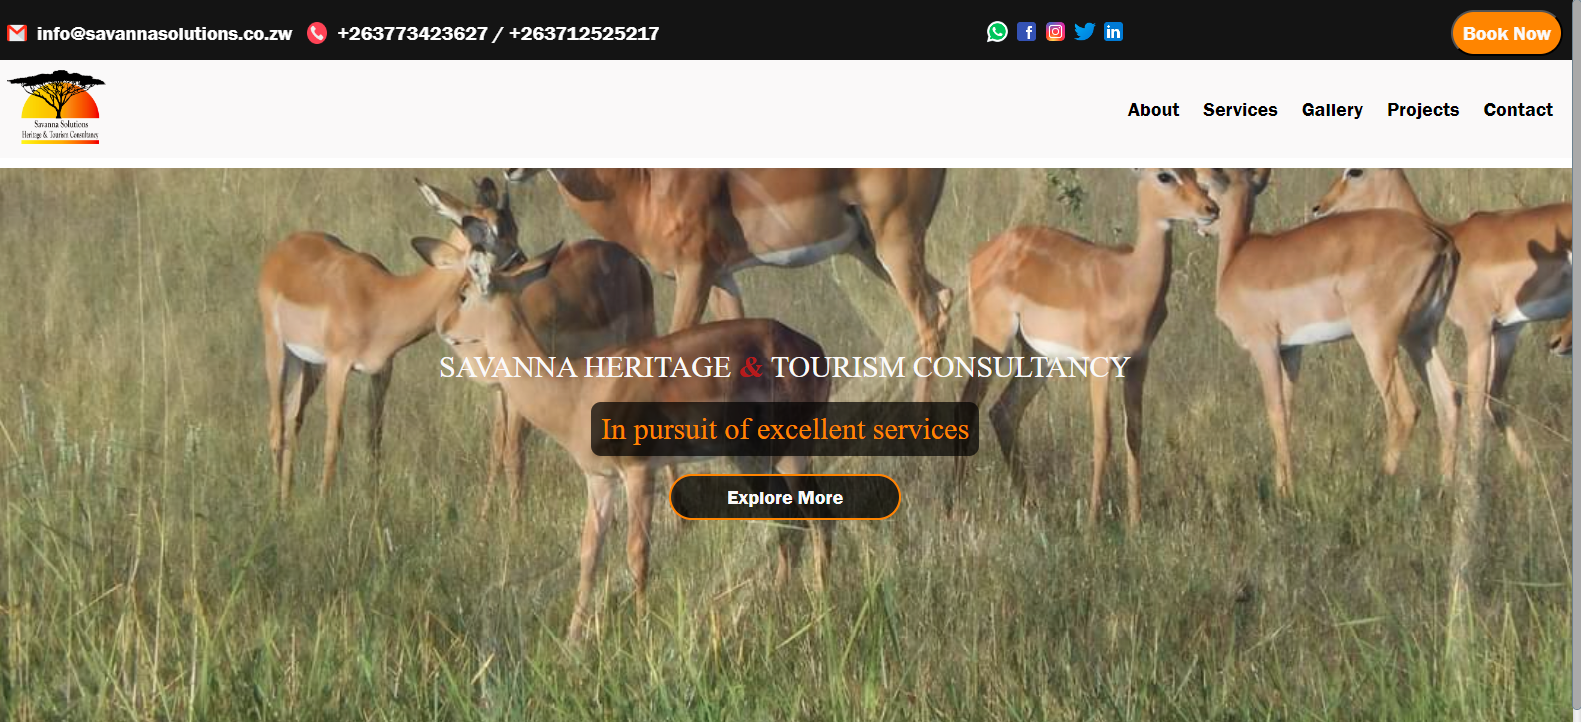 info@savannasolutions.co.zw
+263773423627 / +263712525217
Book Now
Savanna Solutions
Heritage & Tourism Consultancy
About Services Gallery Projects Contact
SAVANNA HERITAGE & TOURISM CONSULTANCY
In pursuit of excellent services
Explore More